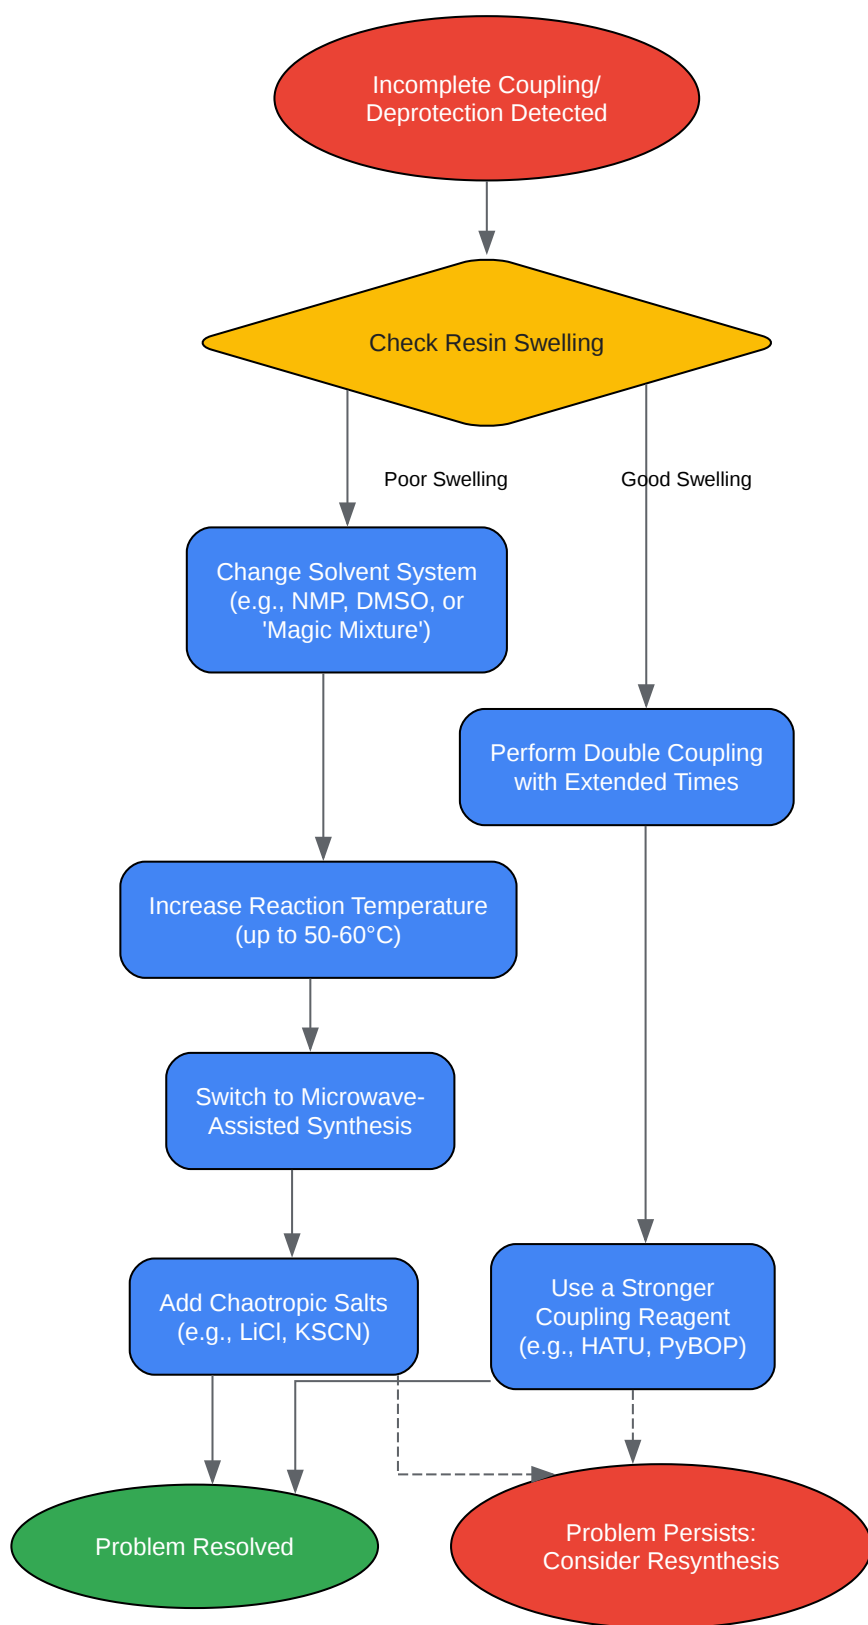 Incomplete Coupling/
Deprotection Detected
Check Resin Swelling
Poor Swelling
Good Swelling
Change Solvent System
(e.g., NMP, DMSO, or
'Magic Mixture')
Perform Double Coupling
with Extended Times
Increase Reaction Temperature
(up to 50-60°C)
Switch to Microwave-
Assisted Synthesis
Add Chaotropic Salts
(e.g., LiCl, KSCN)
Use a Stronger
Coupling Reagent
(e.g., HATU, PyBOP)
Problem Resolved
Problem Persists:
Consider Resynthesis